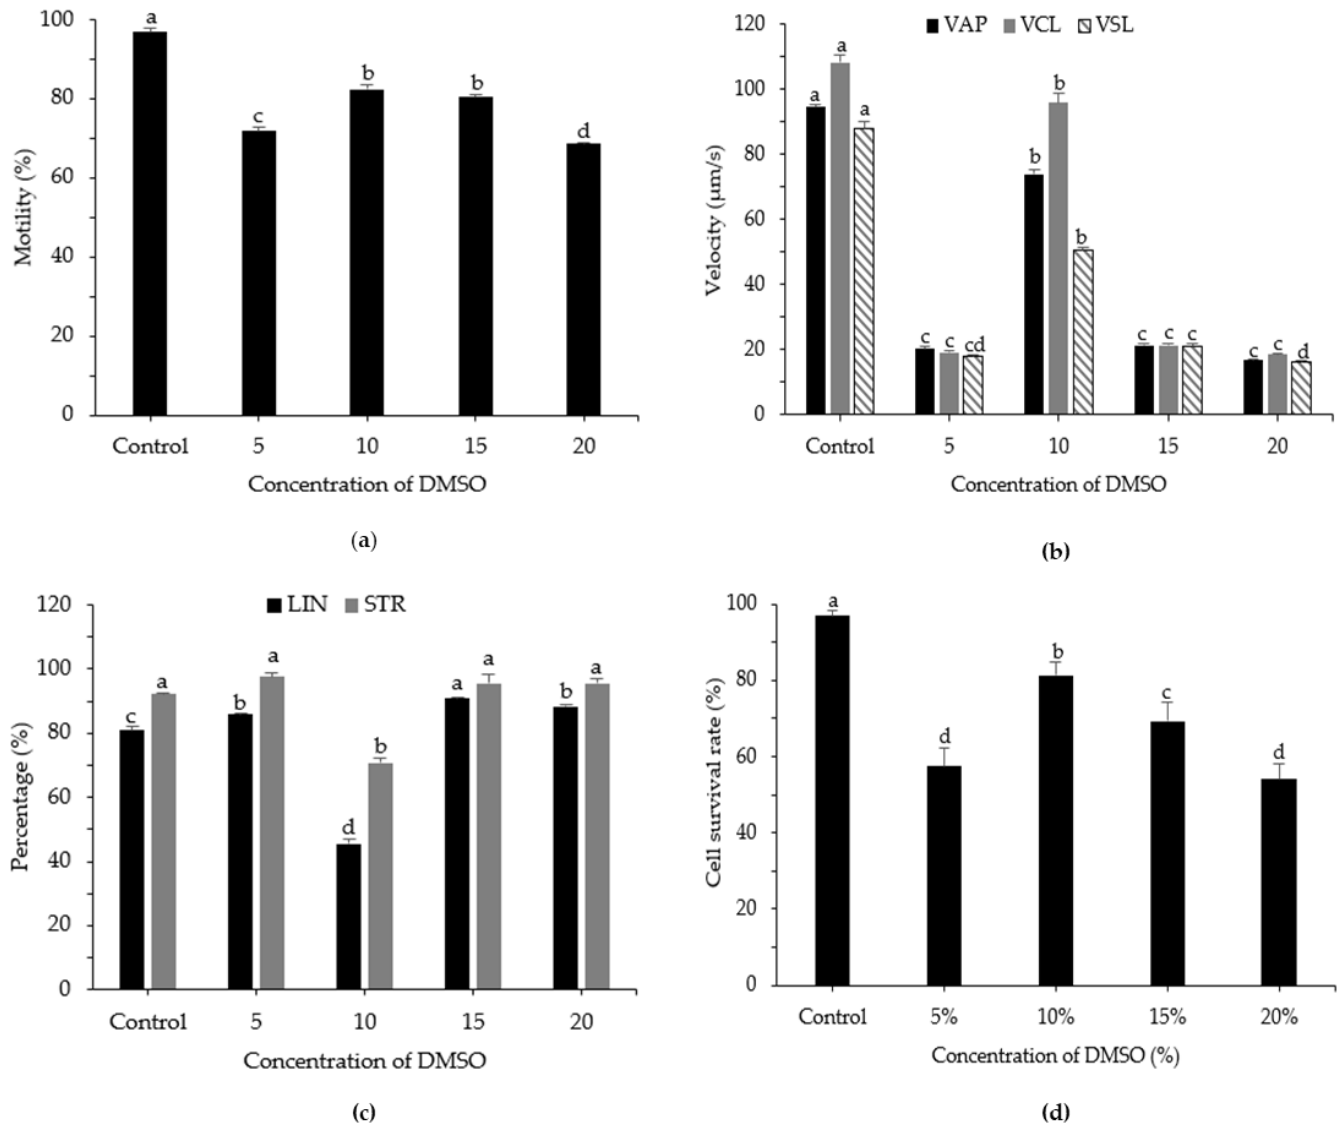 100
80
60
40
20
0
Motility (%)
a
c
b
b
d
Control 5 10 15 20
Concentration of DMSO
(a)
VAP VCL VSL
120
100
80
60
40
20
0
Velocity (µm/s)
a a a
c c cd
b b b
c c c
c c d
Control 5 10 15 20
Concentration of DMSO
(b)
LIN STR
120
100
80
60
40
20
0
Percentage (%)
c a
b a
d b
a a
b a
Control 5 10 15 20
Concentration of DMSO
(c)
100
80
60
40
20
0
Cell survival rate (%)
a
d
b
c
d
Control 5% 10% 15% 20%
Concentration of DMSO (%)
(d)